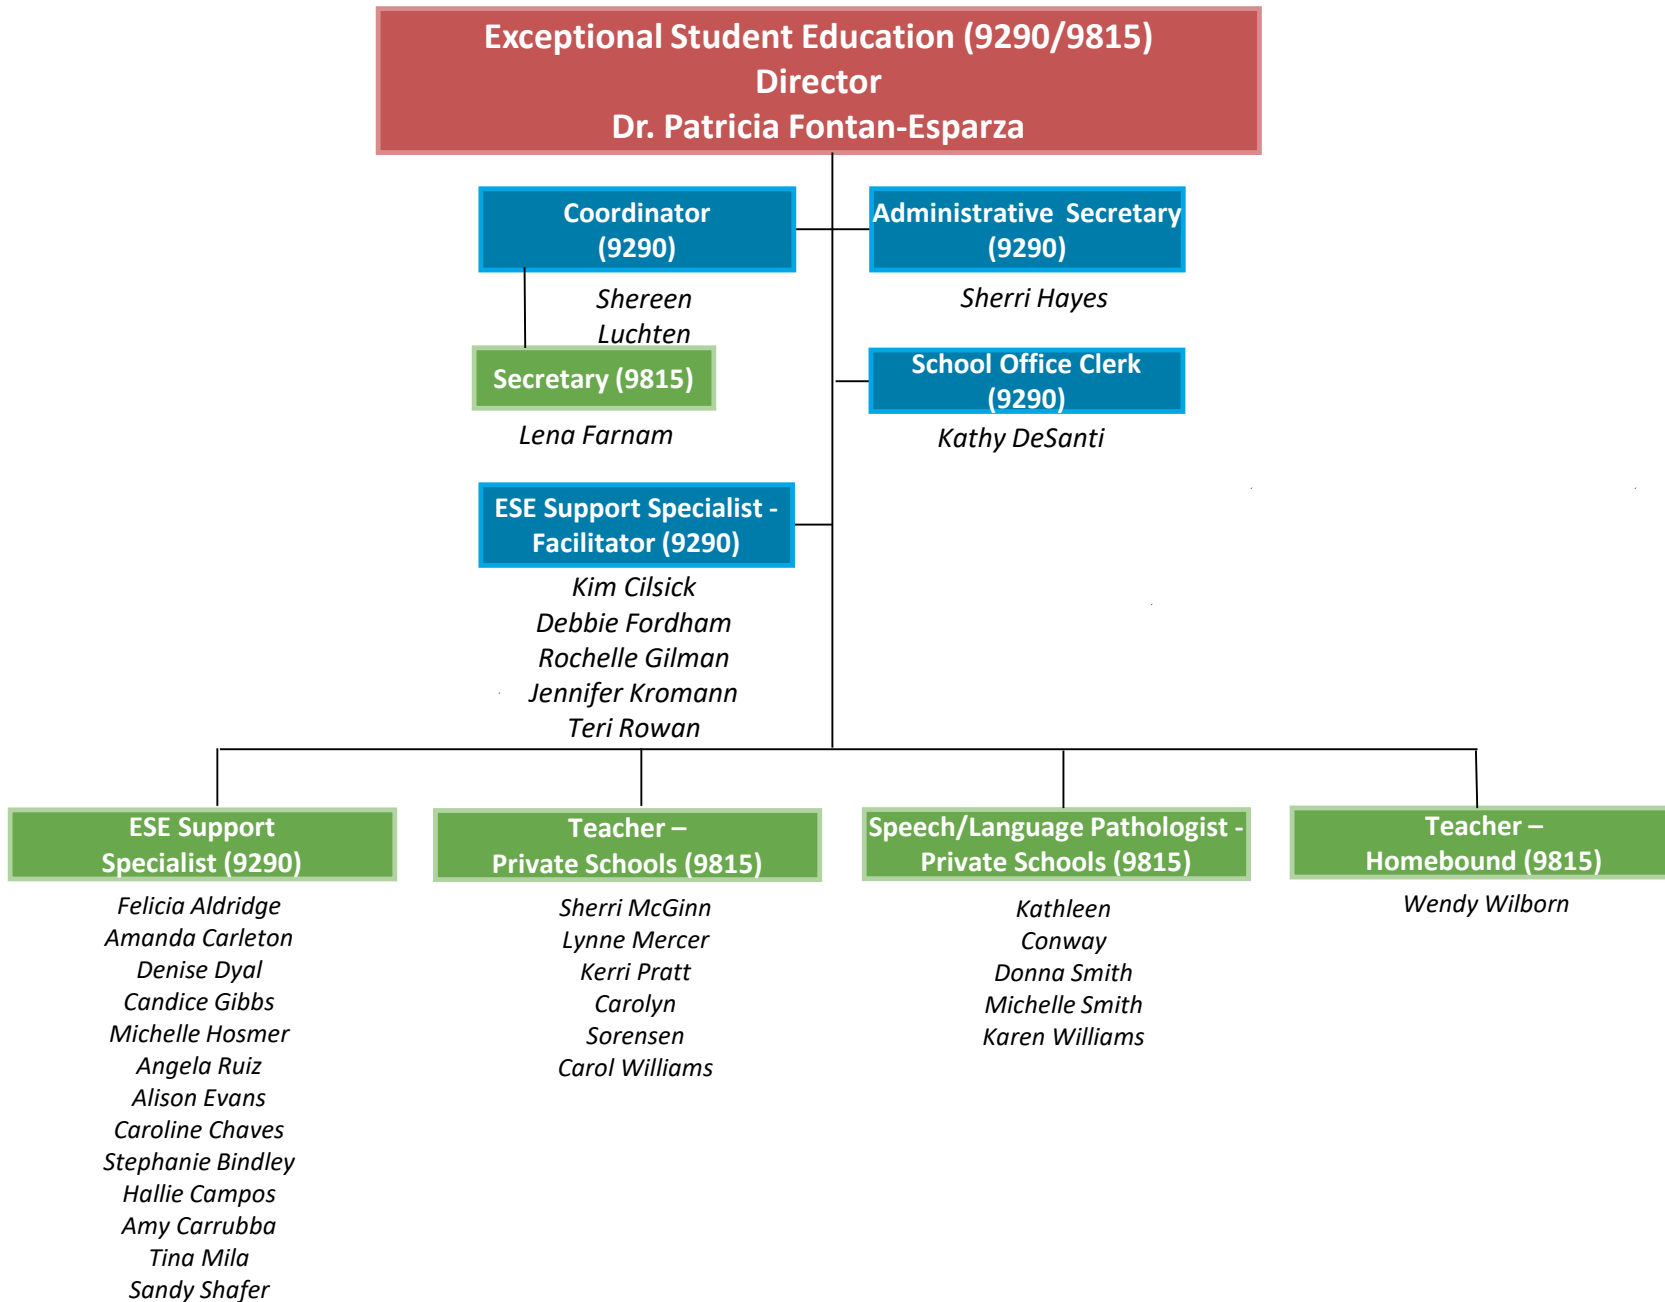 Exceptional Student Education (9290/9815)
Director
Dr. Patricia Fontan-Esparza
Coordinator
(9290)
Shereen
Luchten
Administrative Secretary
(9290)
Sherri Hayes
Secretary (9815)
Lena Farnam
School Office Clerk
(9290)
Kathy DeSanti
ESE Support Specialist -
Facilitator (9290)
Kim Cilsick
Debbie Fordham
Rochelle Gilman
Jennifer Kromann
Teri Rowan
ESE Support
Specialist (9290)
Felicia Aldridge
Amanda Carleton
Denise Dyal
Candice Gibbs
Michelle Hosmer
Angela Ruiz
Alison Evans
Caroline Chaves
Stephanie Bindley
Hallie Campos
Amy Carrubba
Tina Mila
Sandy Shafer
Teacher –
Private Schools (9815)
Sherri McGinn
Lynne Mercer
Kerri Pratt
Carolyn
Sorensen
Carol Williams
Speech/Language Pathologist -
Private Schools (9815)
Kathleen
Conway
Donna Smith
Michelle Smith
Karen Williams
Teacher –
Homebound (9815)
Wendy Wilborn